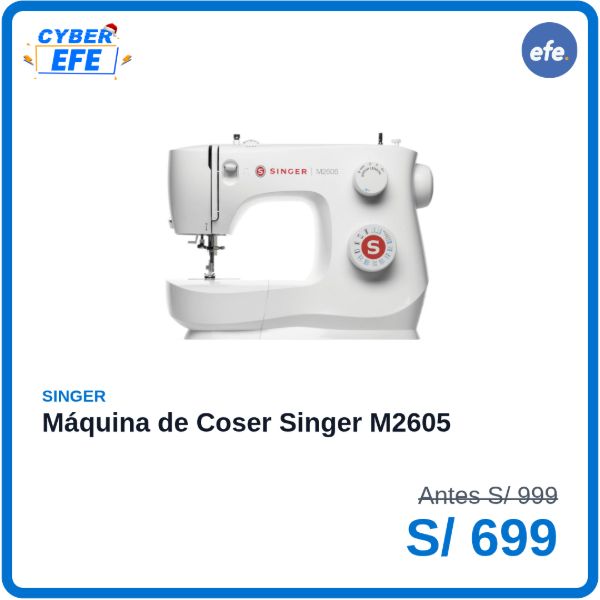 CYBER
EFE
efe.
S SINGER M2605
S
SINGER
Máquina de Coser Singer M2605
Antes S/ 999
S/ 699